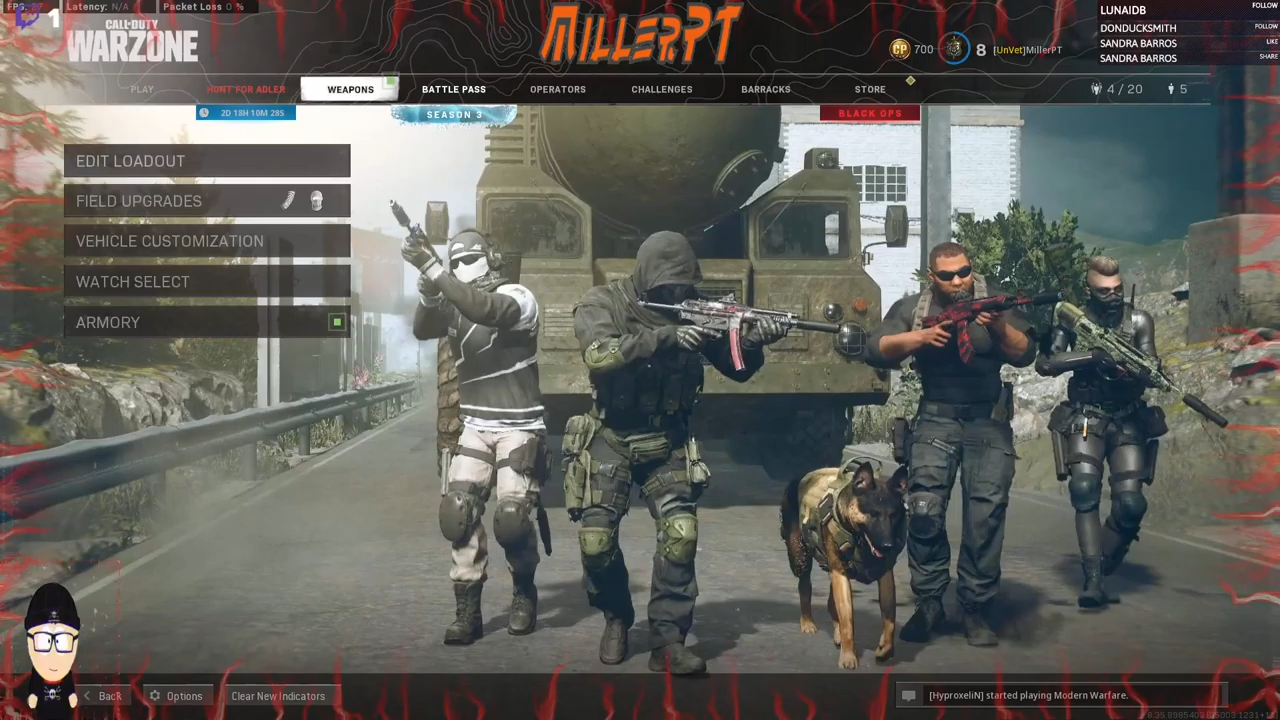 Latency: N/A
Packet Loss 0 %
1
CALL OF DUTY
WARZONE
MILLERPT
LUNAIDB FOLLOW
DONDUCKSMITH FOLLOW
SANDRA BARROS LIKE
SANDRA BARROS SHARE
CP 700
8 [UnVet]MillerPT
PLAY
HUNT FOR ADLER
WEAPONS
BATTLE PASS
OPERATORS
CHALLENGES
BARRACKS
STORE
4 / 20
5
2D 18H 10M 28S
SEASON 3
BLACK OPS
EDIT LOADOUT
FIELD UPGRADES
VEHICLE CUSTOMIZATION
WATCH SELECT
ARMORY
Back
Options
Clear New Indicators
[HyproxeliN] started playing Modern Warfare.